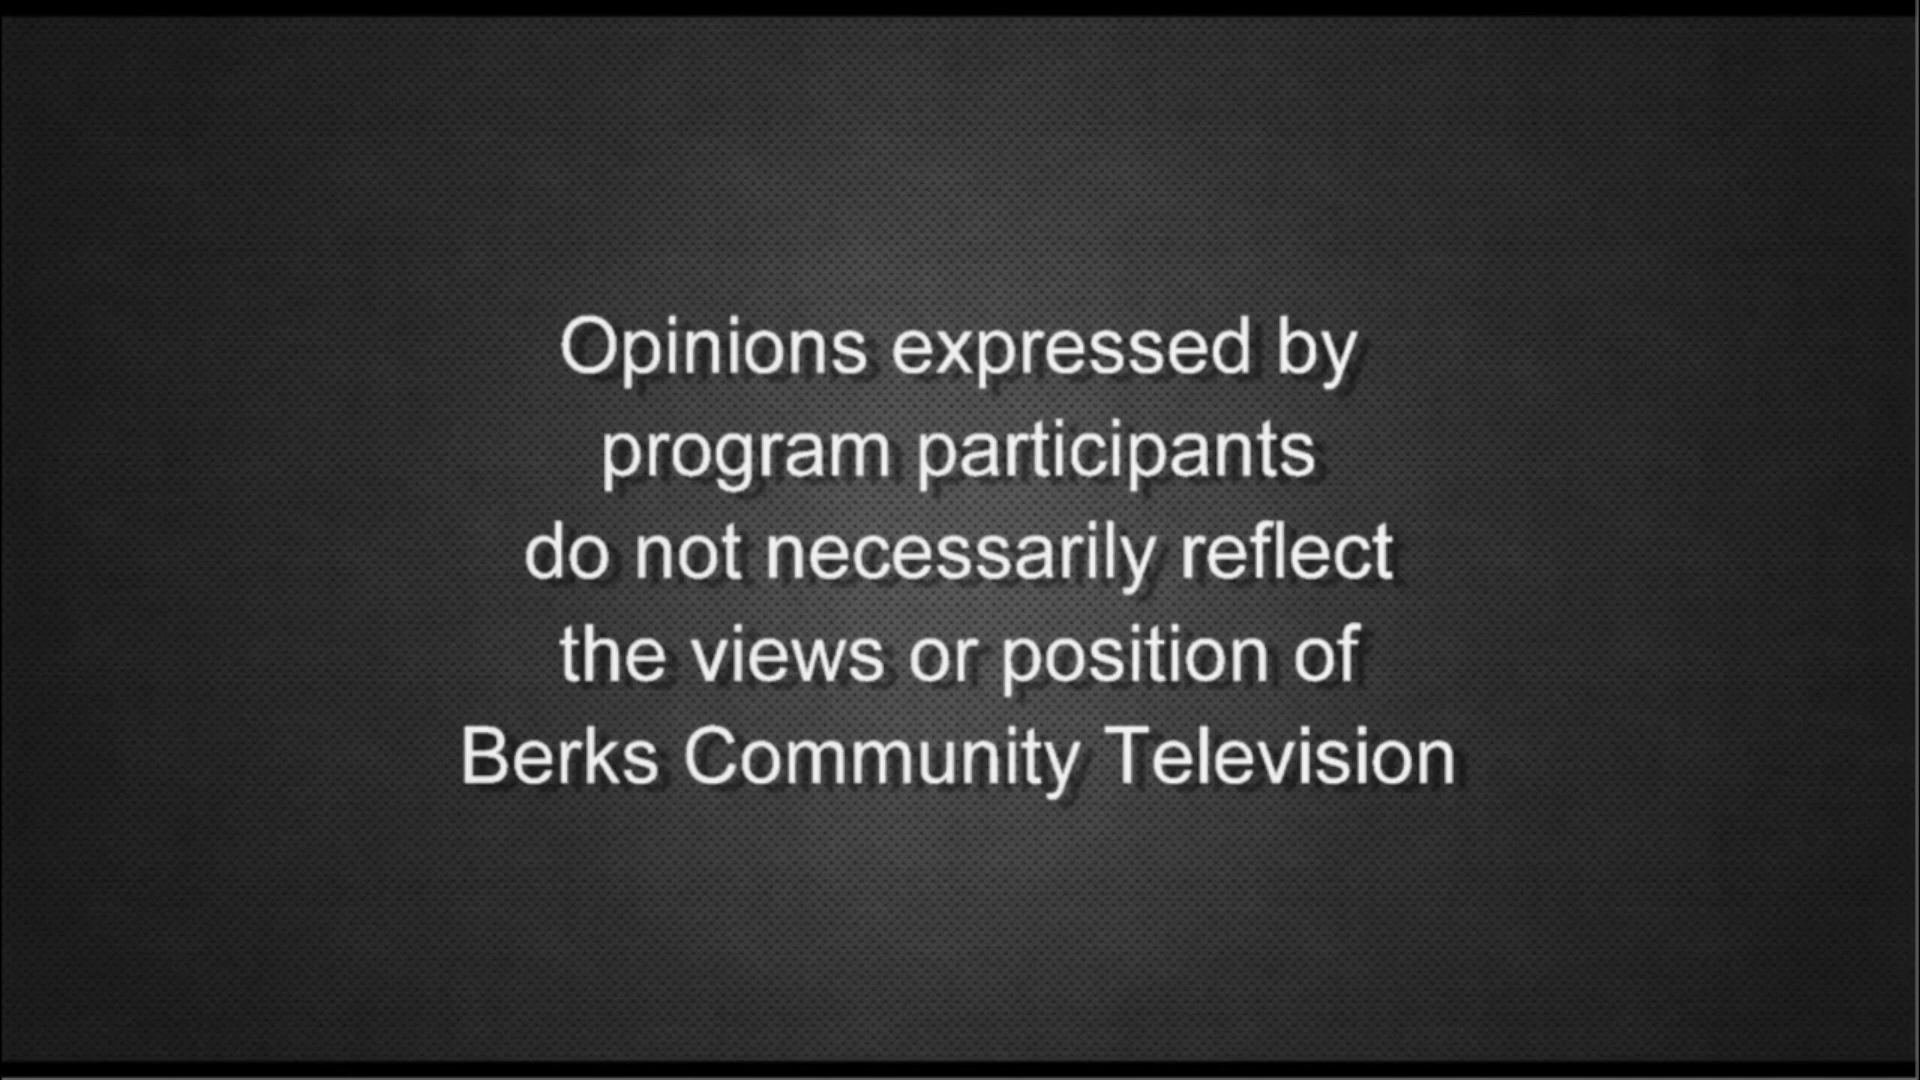 Opinions expressed by
program participants
do not necessarily reflect
the views or position of
Berks Community Television